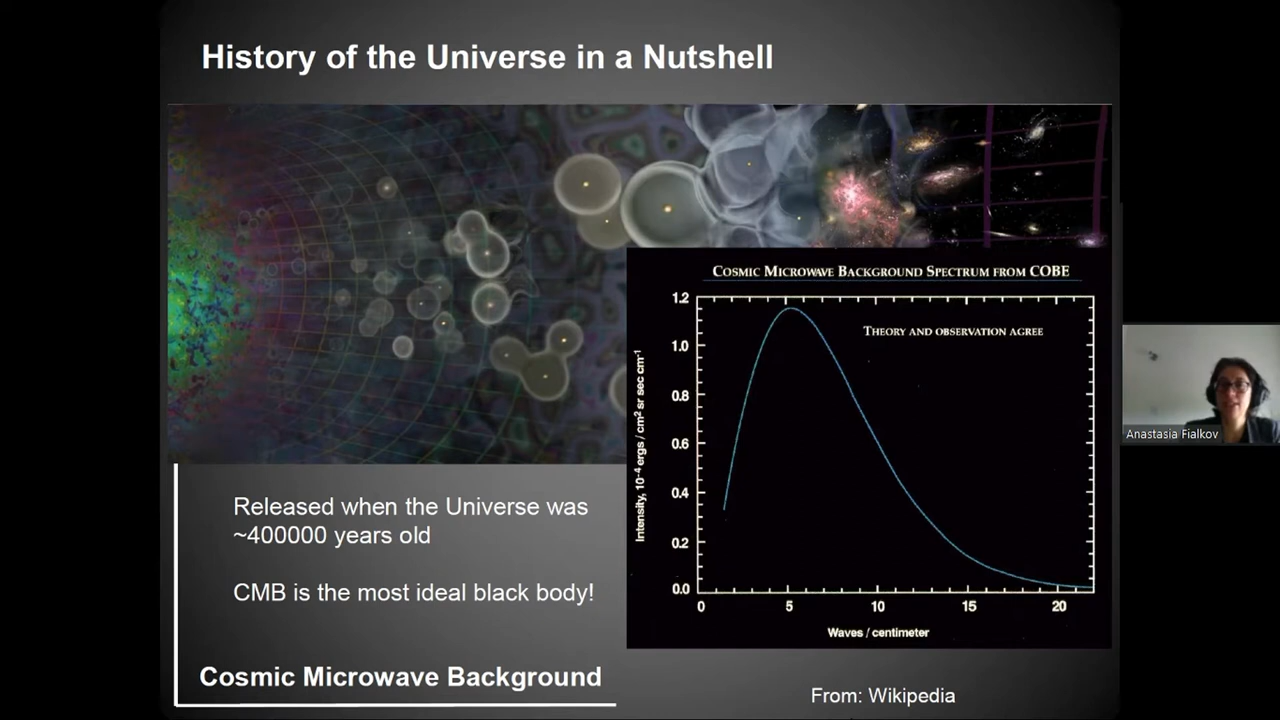 History of the Universe in a Nutshell
COSMIC MICROWAVE BACKGROUND SPECTRUM FROM COBE
THEORY AND OBSERVATION AGREE
Intensity, 10⁻⁴ ergs / cm² sr sec cm⁻¹
1.2
1.0
0.8
0.6
0.4
0.2
0.0
0 5 10 15 20
Waves / centimeter
Anastasia Fialkov
Released when the Universe was
~400000 years old
CMB is the most ideal black body!
Cosmic Microwave Background
From: Wikipedia